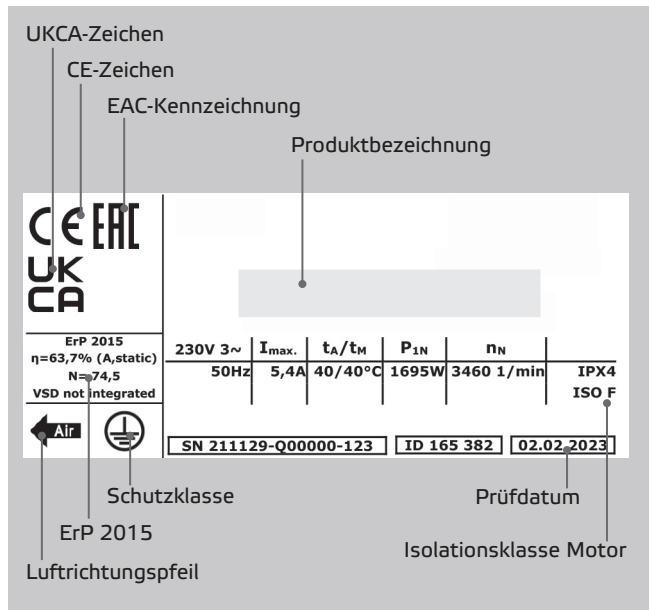 UKCA-Zeichen
CE-Zeichen
EAC-Kennzeichnung
Produktbezeichnung
CE EAC
UK
CA
ErP 2015
η=63,7% (A,static)
N= 74,5
VSD not integrated
230V 3~ Imax. tA/tM P1N nN
50Hz 5,4A 40/40°C 1695W 3460 1/min IPX4
ISO F
Air
SN 211129-Q00000-123 ID 165 382 02.02.2023
Schutzklasse
Prüfdatum
ErP 2015
Isolationsklasse Motor
Luftrichtungspfeil